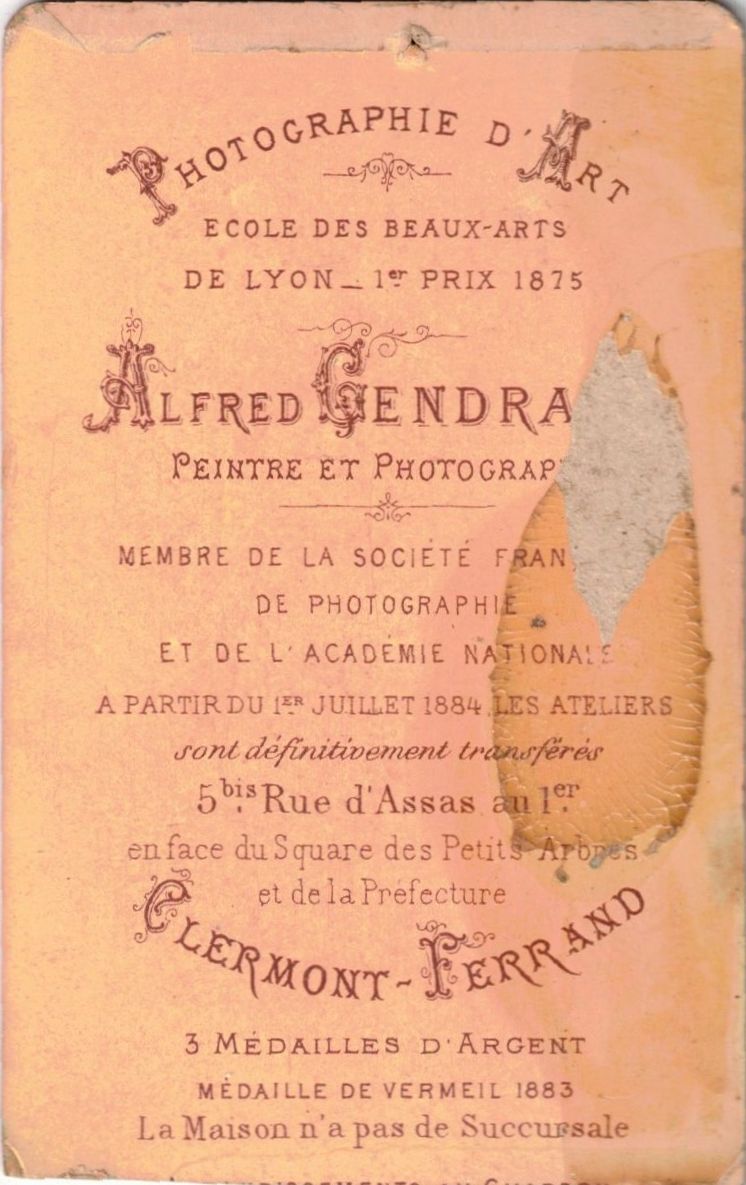 PHOTOGRAPHIE D'ART
ECOLE DES BEAUX-ARTS
DE LYON _ 1er PRIX 1875
ALFRED GENDRA
PEINTRE ET PHOTOGRAP
MEMBRE DE LA SOCIÉTÉ FRAN
DE PHOTOGRAPHIE
ET DE L'ACADÉMIE NATIONALE
A PARTIR DU 1ER JUILLET 1884, LES ATELIERS
sont définitivement transférés
5bis Rue d'Assas au 1er
en face du Square des Petits Arbres
et de la Préfecture
CLERMONT-FERRAND
3 MÉDAILLES D'ARGENT
MÉDAILLE DE VERMEIL 1883
La Maison n'a pas de Succursale